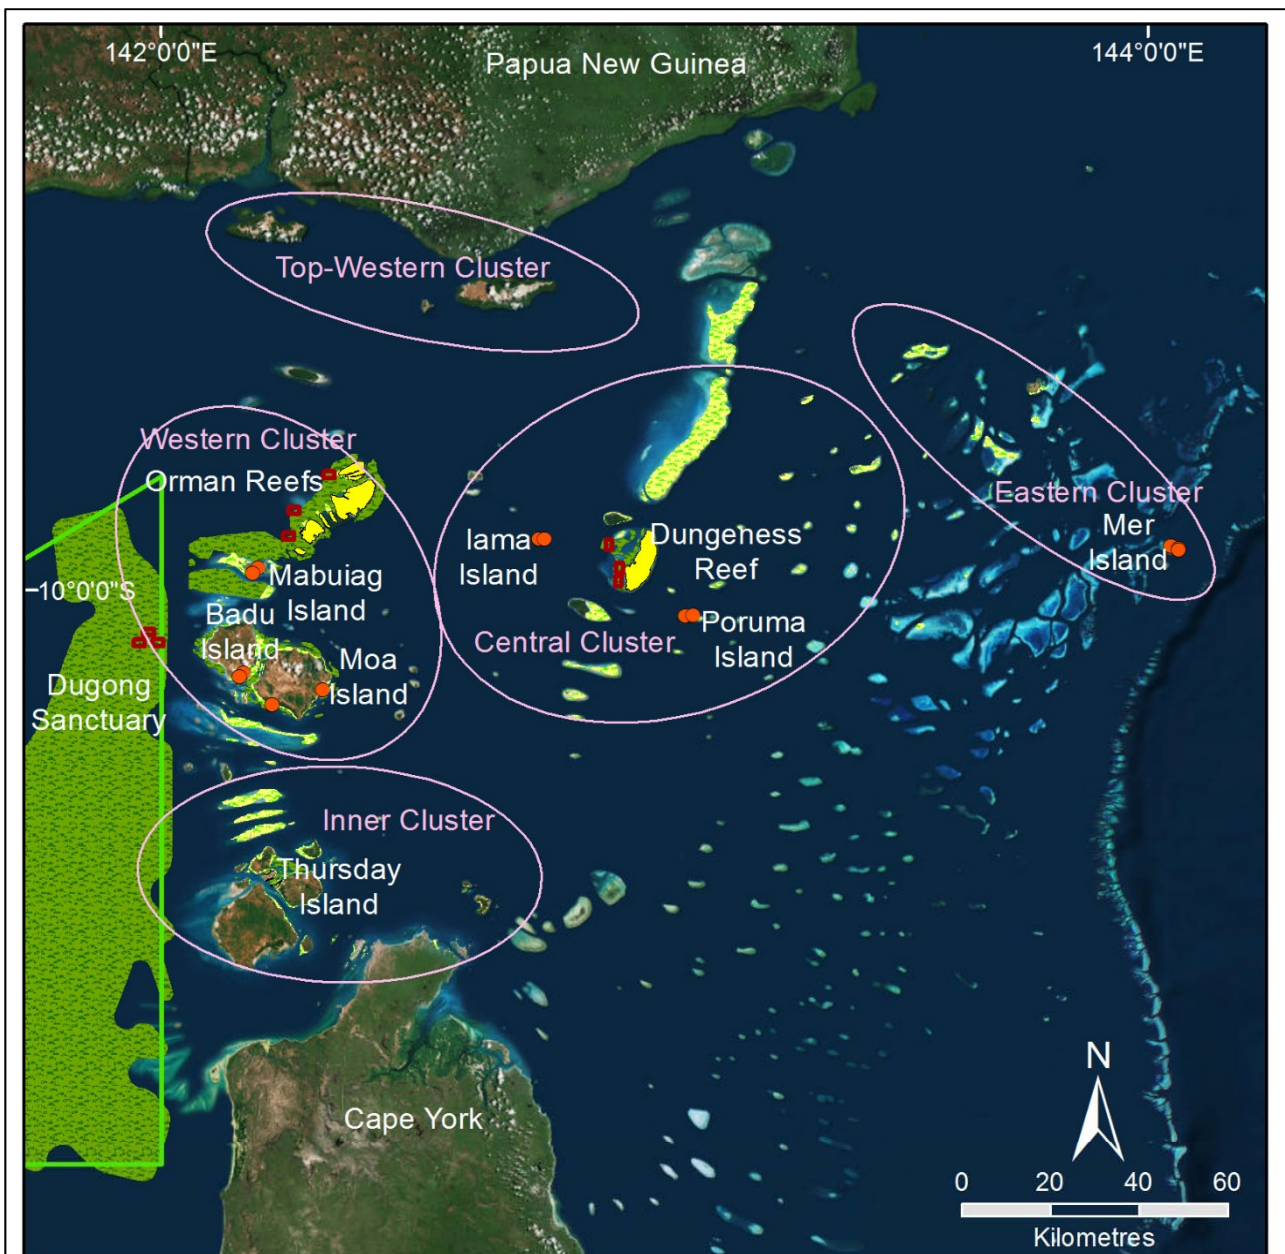 142°0'0"E
144°0'0"E
Papua New Guinea
Top-Western Cluster
Western Cluster
Orman Reefs
Eastern Cluster
Mer
Island
Iama
Island
Dungeness
Reef
10°0'0"S
Mabuiag
Island
Badu
Island
Central Cluster
Poruma
Island
Moa
Island
Dugong
Sanctuary
Inner Cluster
Thursday
Island
Cape York
N
0 20 40 60
Kilometres